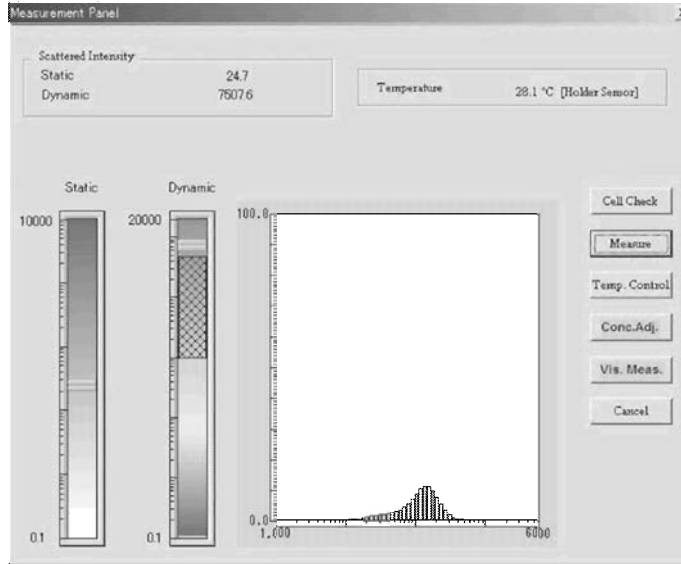 Measurement Panel
Scattered Intensity
Static 24.7
Dynamic 7507.6
Temperature 28.1 °C [Holder Sensor]
Static Dynamic
10000 20000 100.0
0.1 0.1 0.0
1,000 6000
Cell Check
Measure
Temp. Control
Conc.Adj.
Vis. Meas.
Cancel